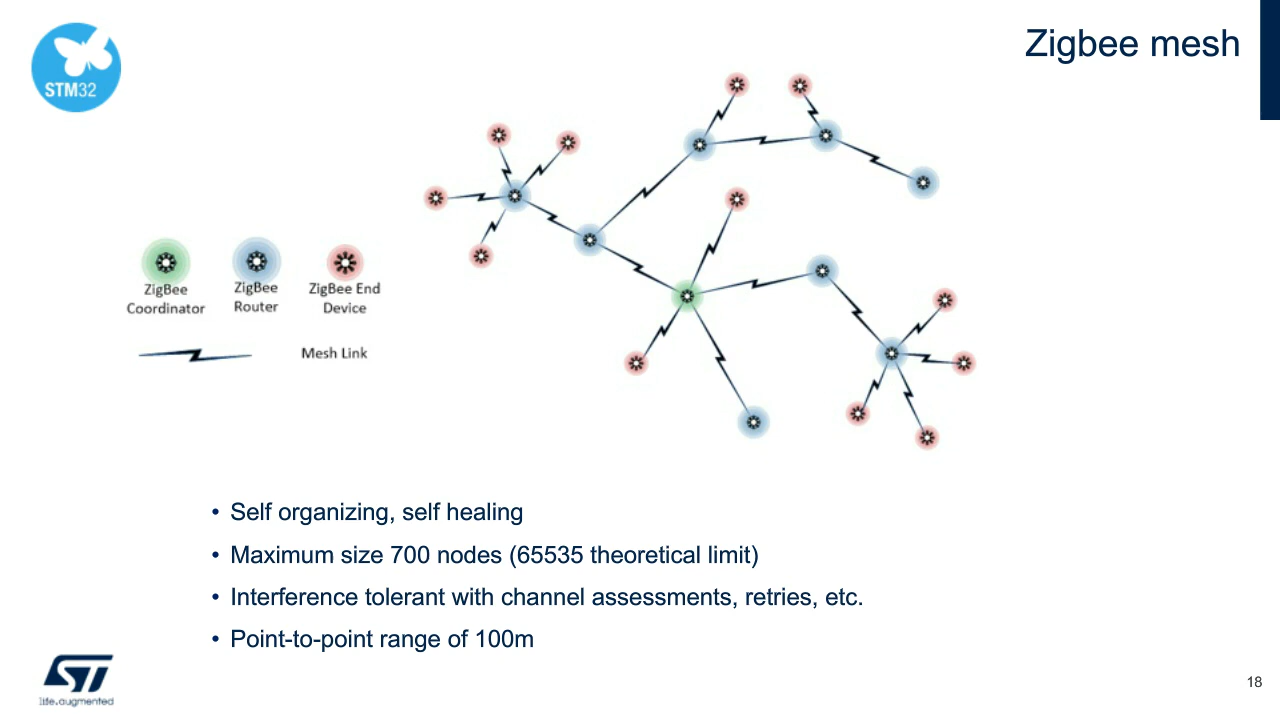 Zigbee mesh
STM32
ZigBee
Coordinator
ZigBee
Router
ZigBee End
Device
Mesh Link
• Self organizing, self healing
• Maximum size 700 nodes (65535 theoretical limit)
• Interference tolerant with channel assessments, retries, etc.
• Point-to-point range of 100m
ST
life.augmented
18